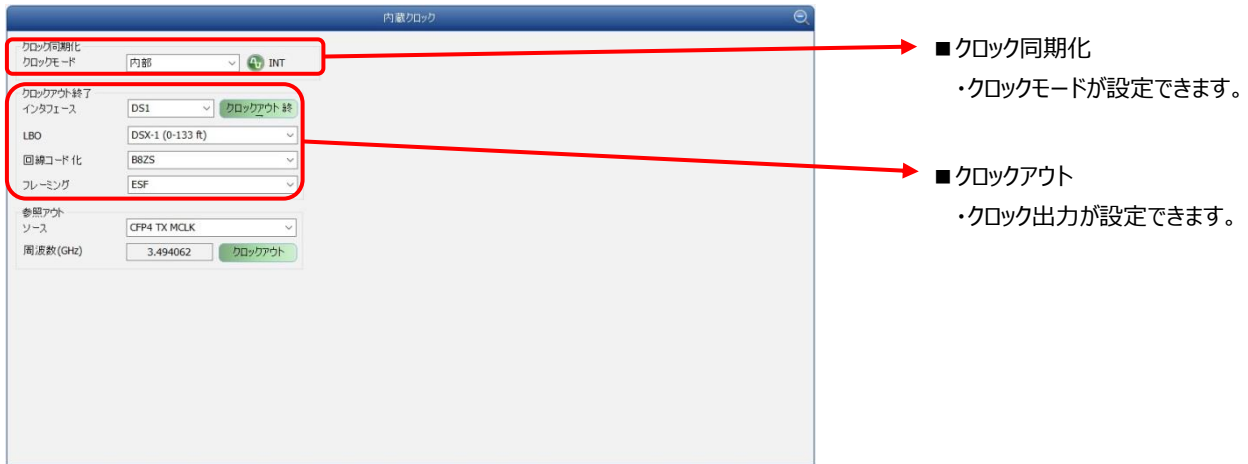 内蔵クロック
クロック同期化
クロックモード 内部 INT
クロックアウト終了
インタフェース DS1 クロックアウト 終
LBO DSX-1 (0-133 ft)
回線コード化 B8ZS
フレーミング ESF
参照アウト
ソース CFP4 TX MCLK
周波数(GHz) 3.494062 クロックアウト
■クロック同期化
・クロックモードが設定できます。
■クロックアウト
・クロック出力が設定できます。